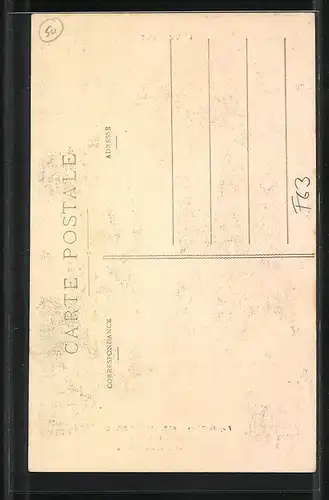 50
CARTE POSTALE
CORRESPONDANCE
ADRESSE
F63